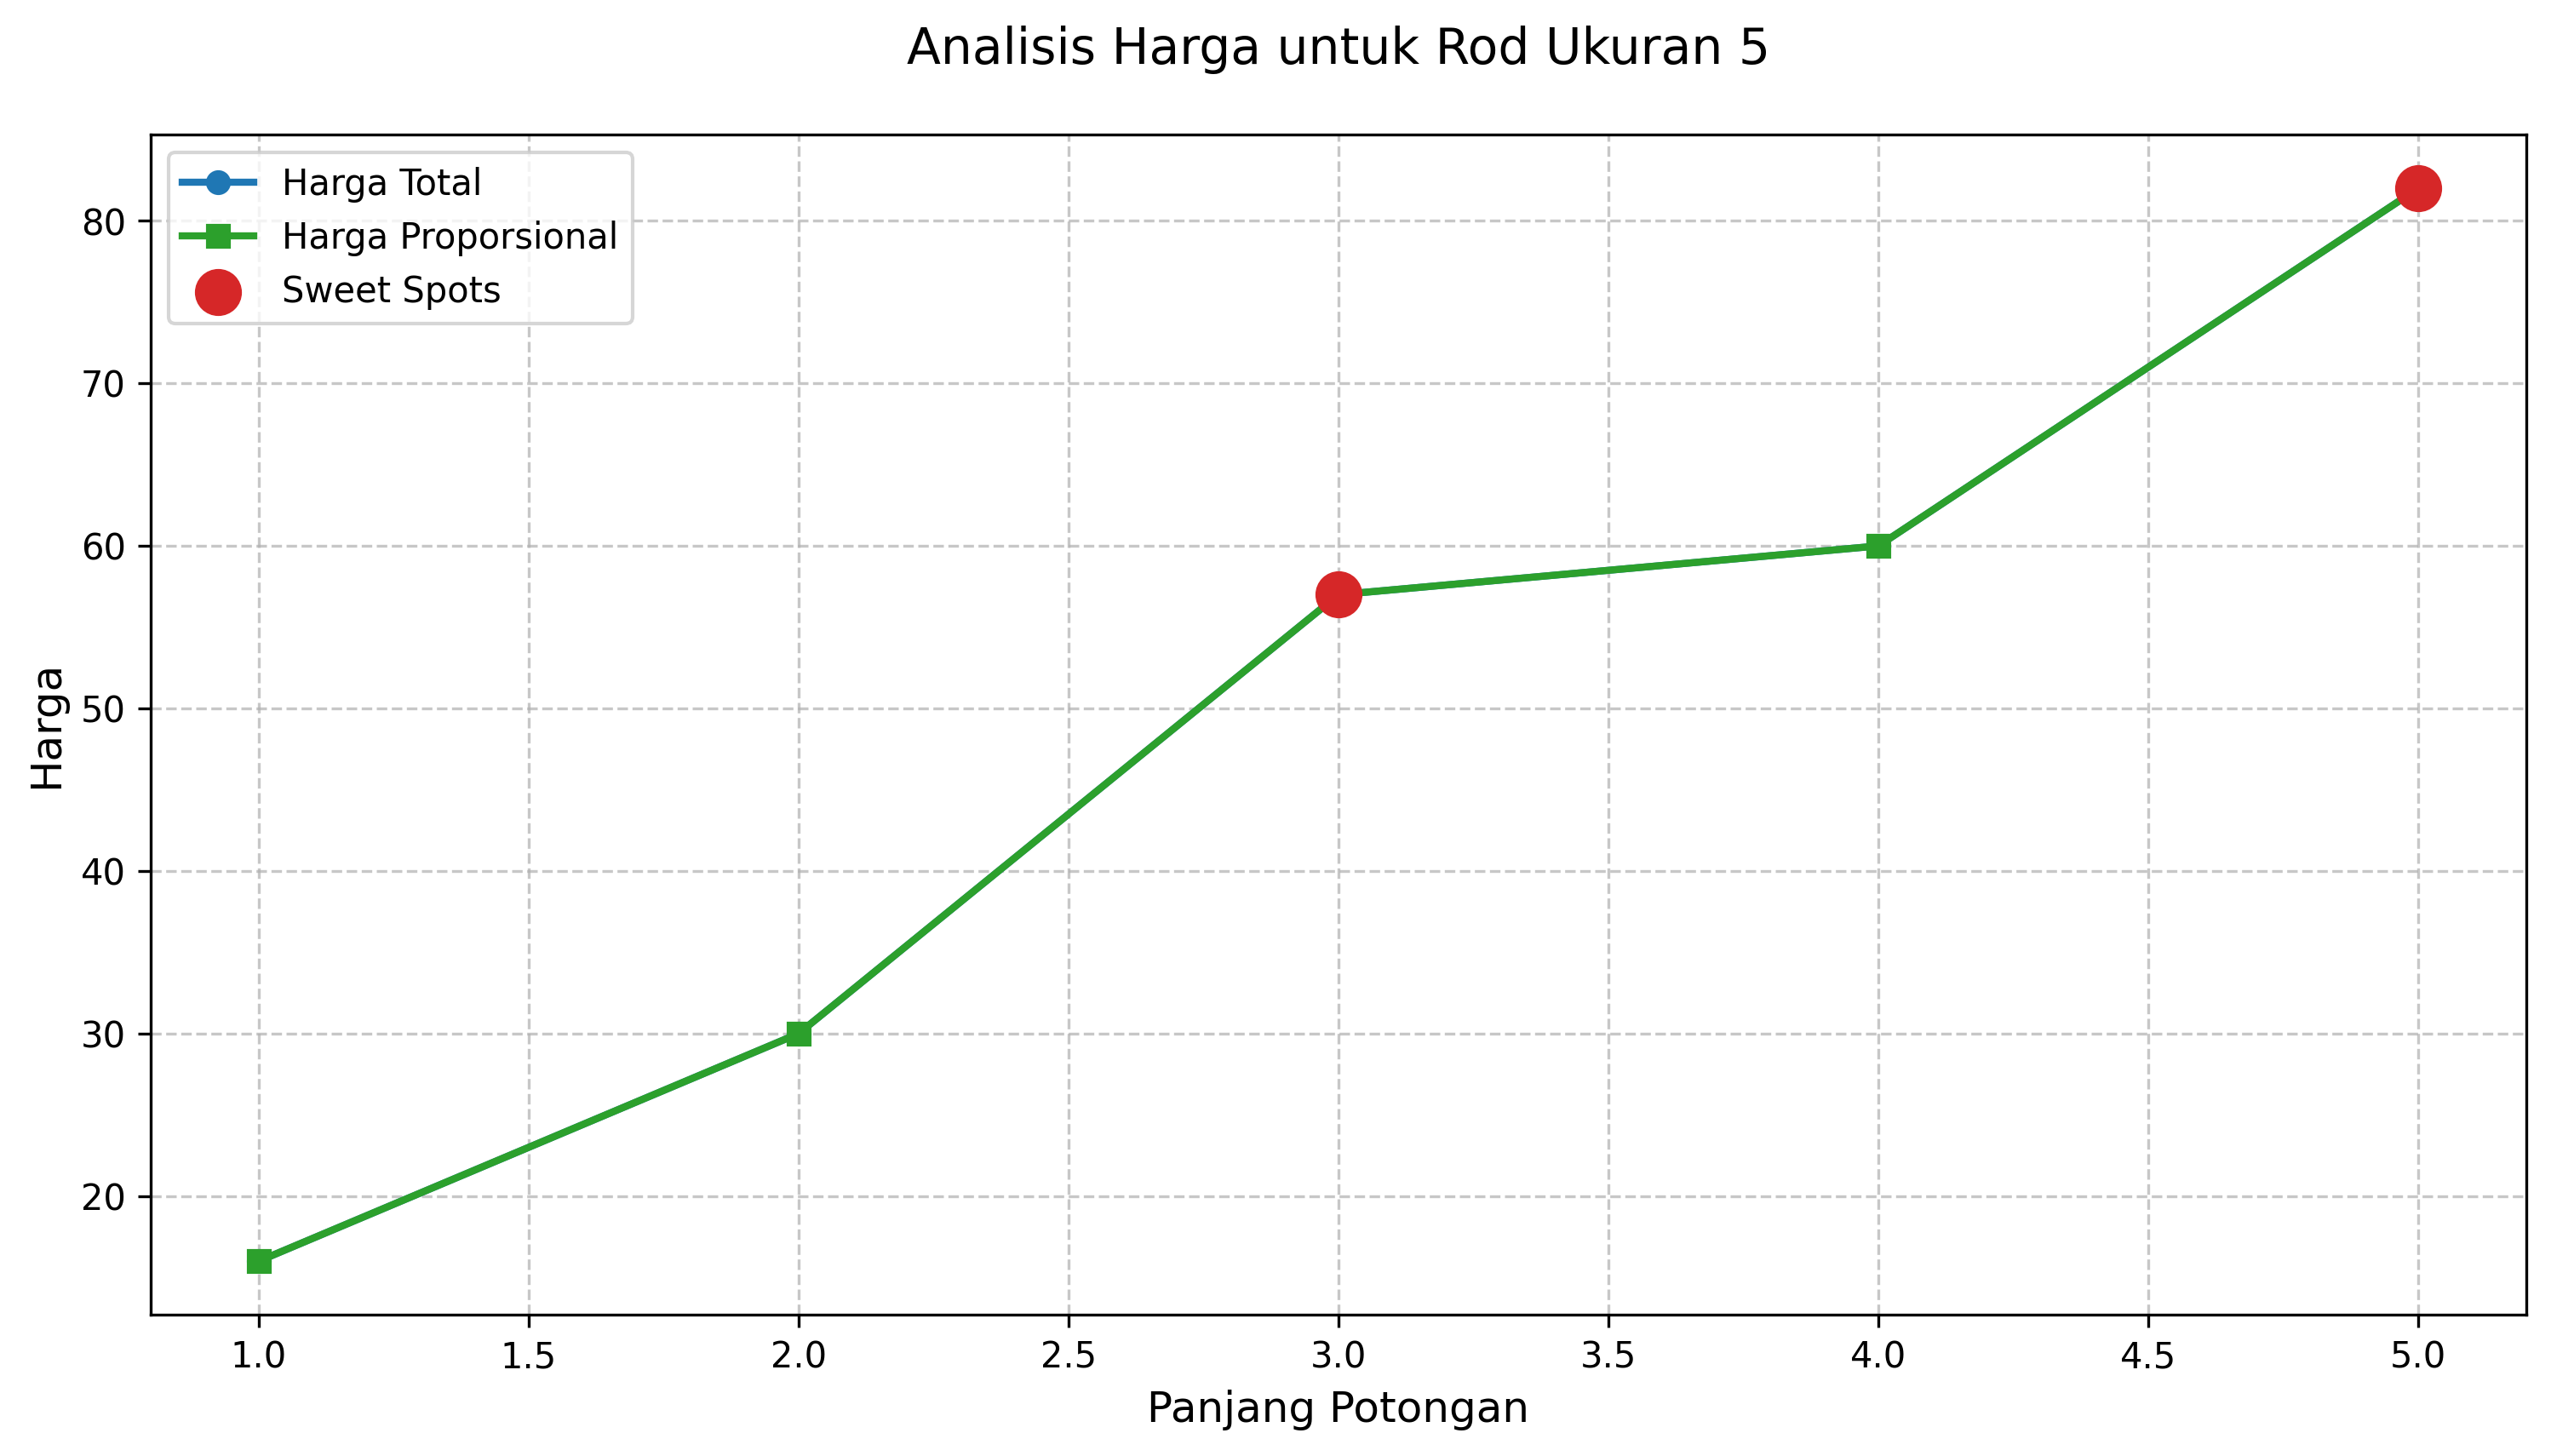 Analisis Harga untuk Rod Ukuran 5
Harga Total
Harga Proporsional
Sweet Spots
Harga
80
70
60
50
40
30
20
1.0 1.5 2.0 2.5 3.0 3.5 4.0 4.5 5.0
Panjang Potongan